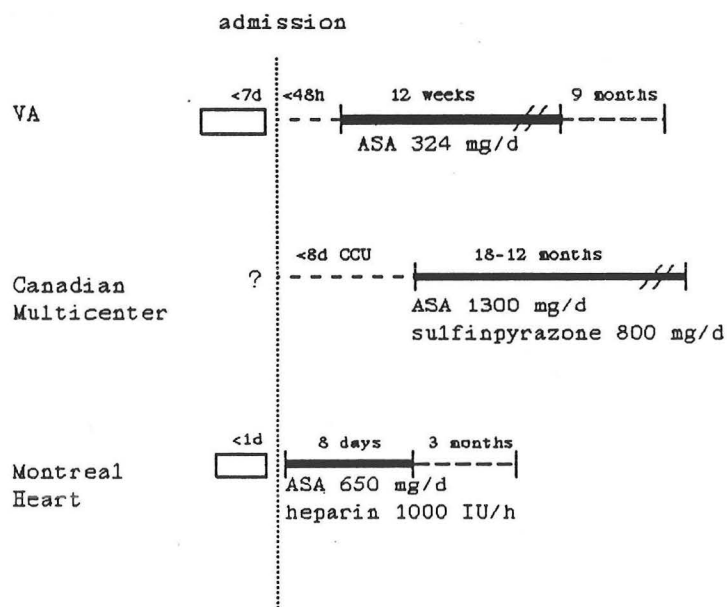 admission
VA
<7d
<48h
12 weeks
9 months
ASA 324 mg/d
Canadian
Multicenter
?
<8d CCU
18-12 months
ASA 1300 mg/d
sulfinpyrazone 800 mg/d
Montreal
Heart
<1d
8 days
3 months
ASA 650 mg/d
heparin 1000 IU/h